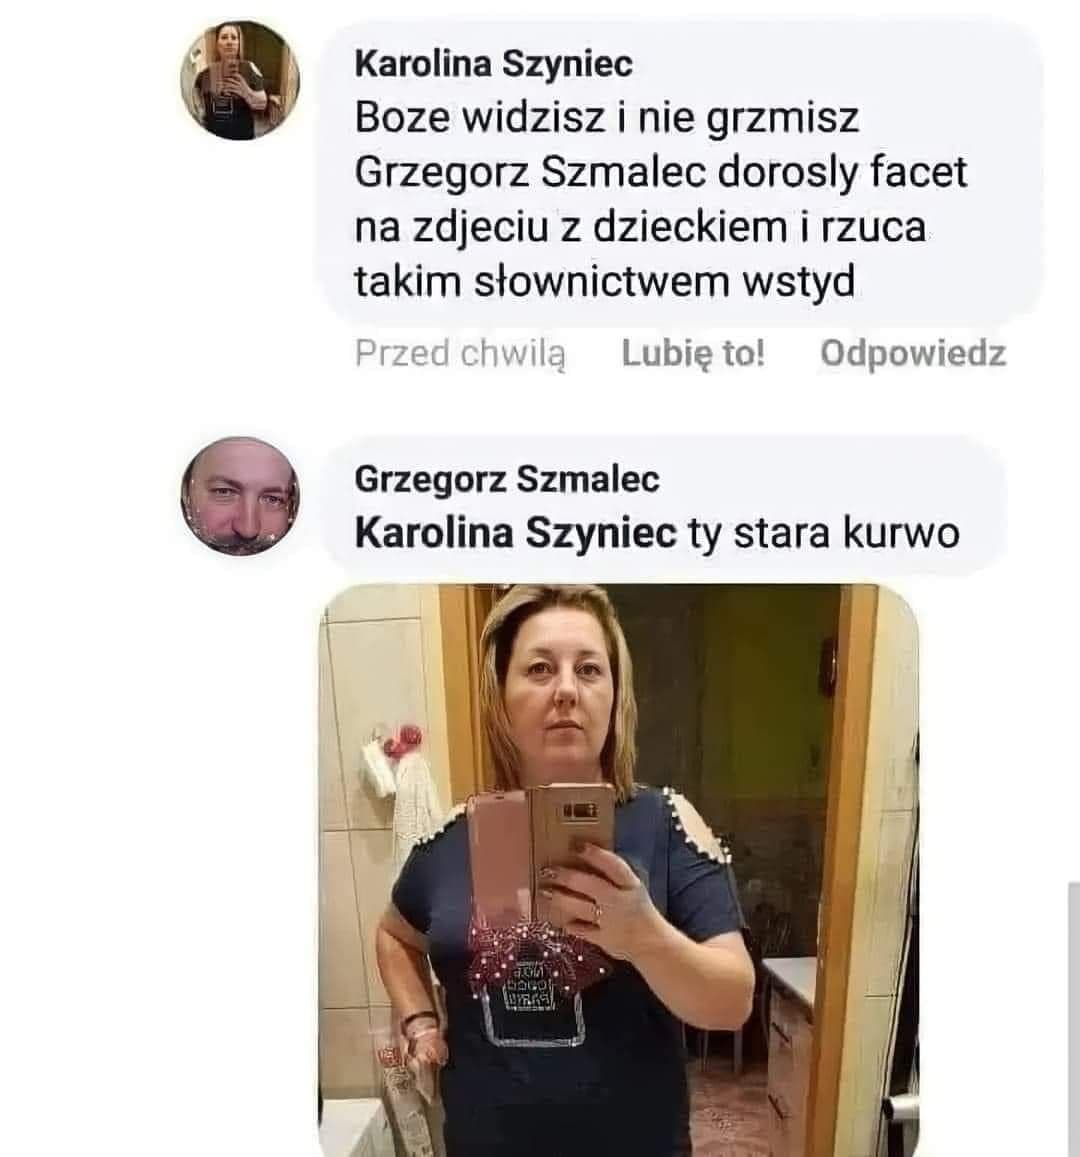 Karolina Szyniec
Boze widzisz i nie grzmisz
Grzegorz Szmalec dorosly facet
na zdjeciu z dzieckiem i rzuca
takim słownictwem wstyd
Przed chwilą Lubię to! Odpowiedz
Grzegorz Szmalec
Karolina Szyniec ty stara kurwo